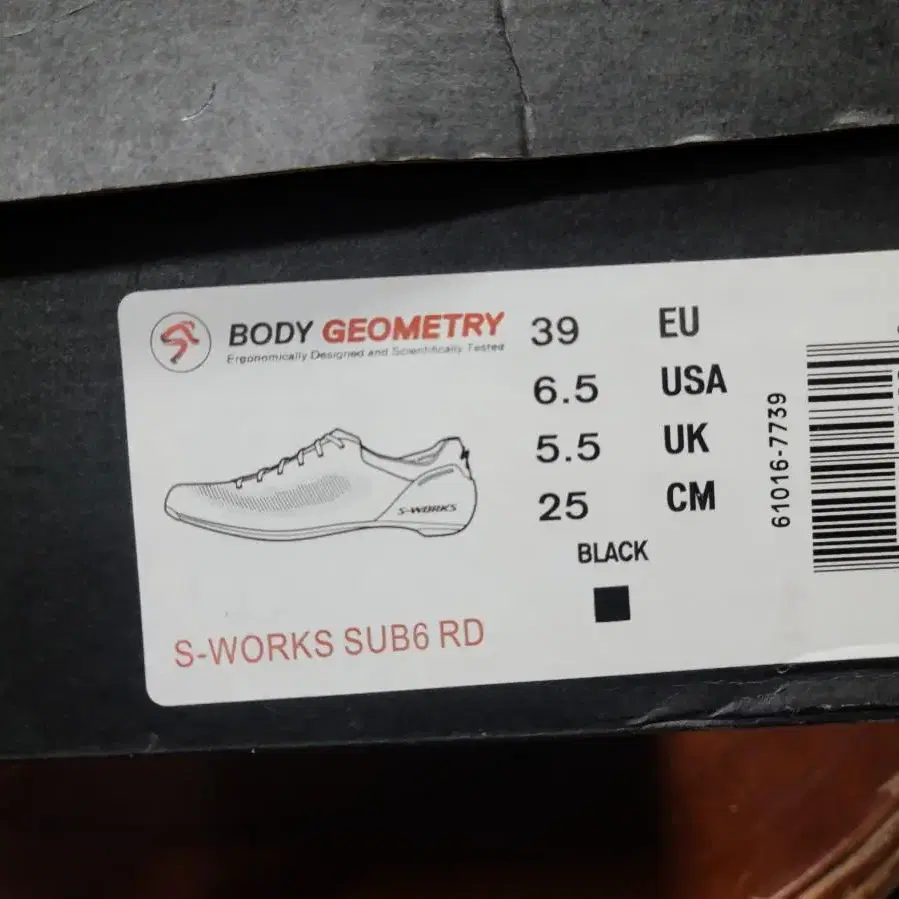 BODY GEOMETRY
Ergonomically Designed and Scientifically Tested
39 EU
6.5 USA
5.5 UK
25 CM
BLACK
S-WORKS
S-WORKS SUB6 RD
61016-7739